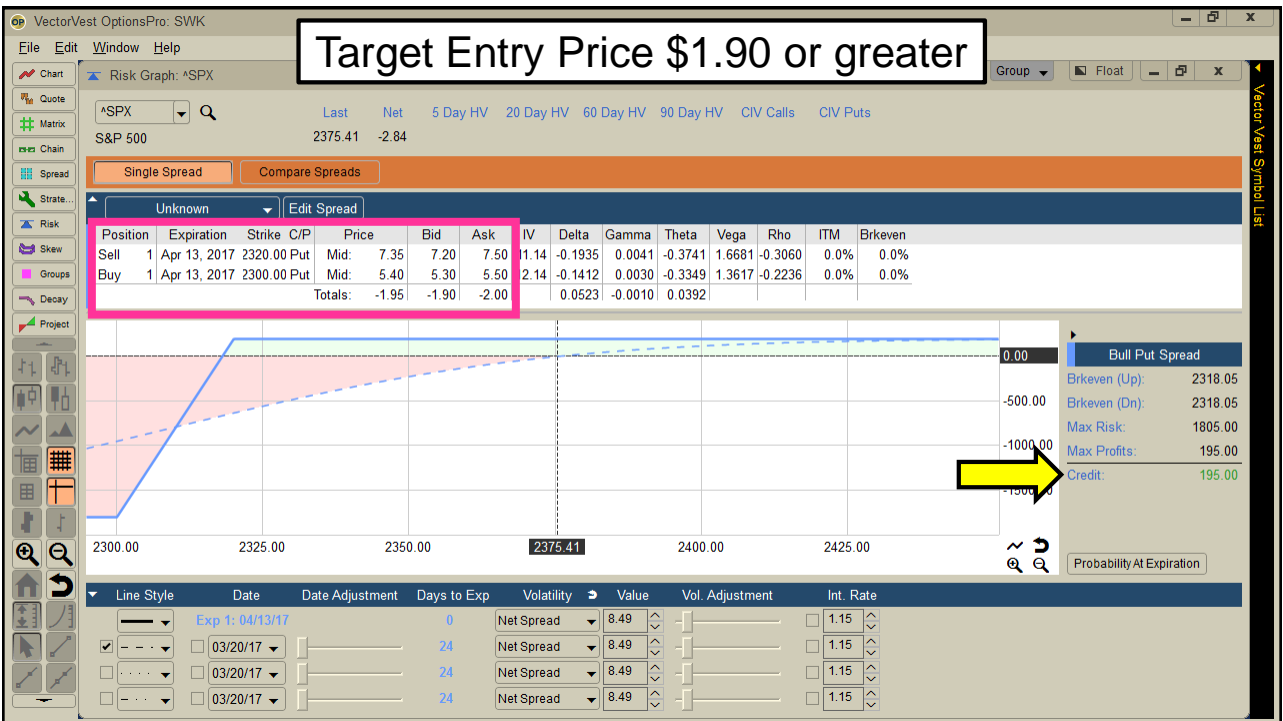 OP VectorVest OptionsPro: SWK
File Edit Window Help
Target Entry Price $1.90 or greater
Chart
Quote
Matrix
Chain
Spread
Strate...
Risk
Skew
Groups
Decay
Project
Risk Graph: ^SPX
Group
Float
Vector Vest Symbol List
^SPX Last Net 5 Day HV 20 Day HV 60 Day HV 90 Day HV CIV Calls CIV Puts
S&P 500 2375.41 -2.84
Single Spread Compare Spreads
Unknown Edit Spread
Position Expiration Strike C/P Price Bid Ask IV Delta Gamma Theta Vega Rho ITM Brkeven
Sell 1 Apr 13, 2017 2320.00 Put Mid: 7.35 7.20 7.50 11.14 -0.1935 0.0041 -0.3741 1.6681 -0.3060 0.0% 0.0%
Buy 1 Apr 13, 2017 2300.00 Put Mid: 5.40 5.30 5.50 2.14 -0.1412 0.0030 -0.3349 1.3617 -0.2236 0.0% 0.0%
Totals: -1.95 -1.90 -2.00 0.0523 -0.0010 0.0392
0.00
-500.00
-1000.00
2300.00 2325.00 2350.00 2375.41 2400.00 2425.00
Bull Put Spread
Brkeven (Up): 2318.05
Brkeven (Dn): 2318.05
Max Risk: 1805.00
Max Profits: 195.00
Credit: 195.00
Probability At Expiration
Line Style Date Date Adjustment Days to Exp Volatility Value Vol. Adjustment Int. Rate
Exp 1: 04/13/17 0 Net Spread 8.49 1.15
03/20/17 24 Net Spread 8.49 1.15
03/20/17 24 Net Spread 8.49 1.15
03/20/17 24 Net Spread 8.49 1.15